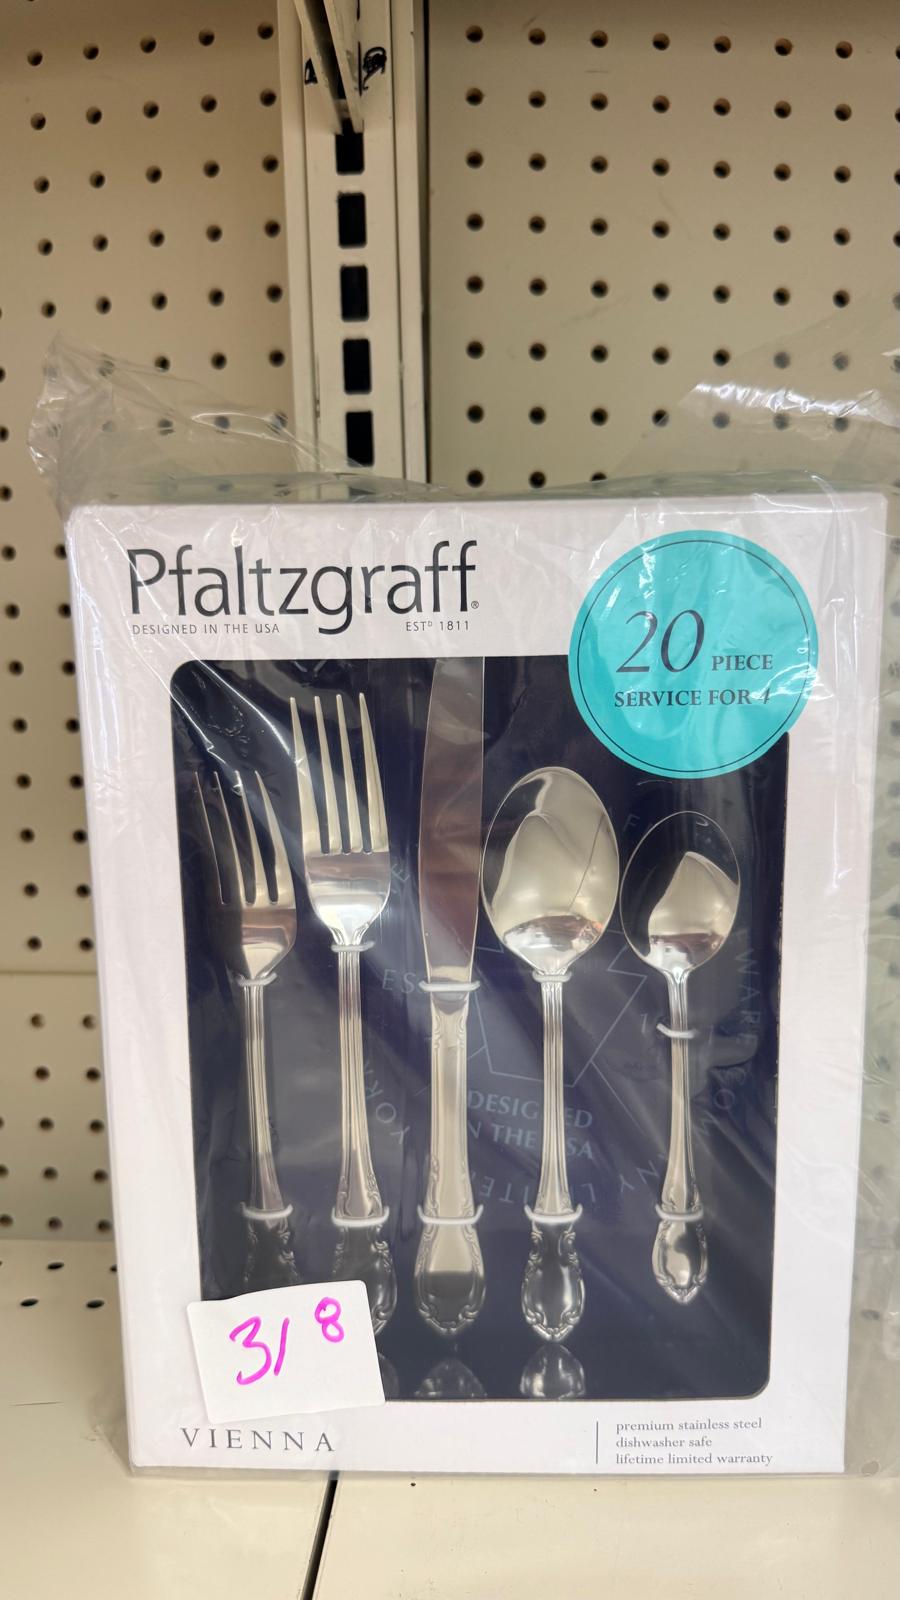 Pfaltzgraff®
DESIGNED IN THE USA ESTD 1811
20 PIECE
SERVICE FOR 4
DESIGNED
IN THE USA
3/8
VIENNA
premium stainless steel
dishwasher safe
lifetime limited warranty